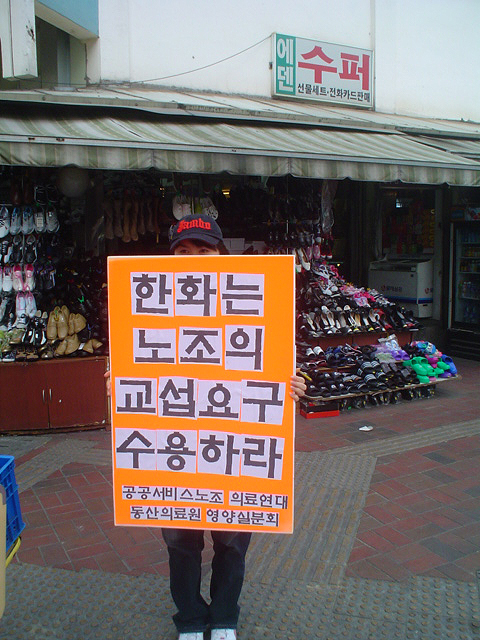 에덴 수퍼
선물세트·전화카드판매
Jambo
한화는
노조의
교섭요구
수용하라
공공서비스노조 의료연대
동산의료원 영양실분회